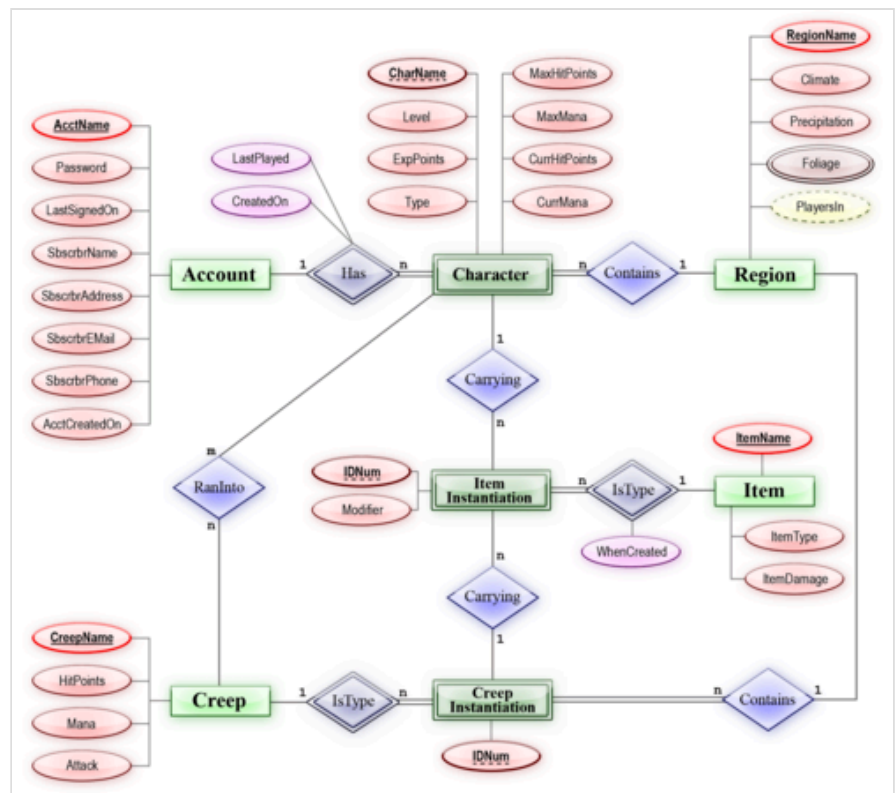 RegionName
CharName
MaxHitPoints
Climate
AcctName
Level
MaxMana
Precipitation
Password
LastPlayed
ExpPoints
CurrHitPoints
Foliage
LastSignedOn
CreatedOn
Type
CurrMana
PlayersIn
SbscrbrName
Account
1
Has
n
Character
n
Contains
1
Region
SbscrbrAddress
SbscrbrEMail
SbscrbrPhone
AcctCreatedOn
1
Carrying
n
m
RanInto
n
IDNum
Modifier
Item
Instantiation
n
IsType
1
Item
ItemName
WhenCreated
ItemType
ItemDamage
n
Carrying
1
CreepName
HitPoints
Mana
Attack
Creep
1
IsType
n
Creep
Instantiation
n
Contains
1
IDNum